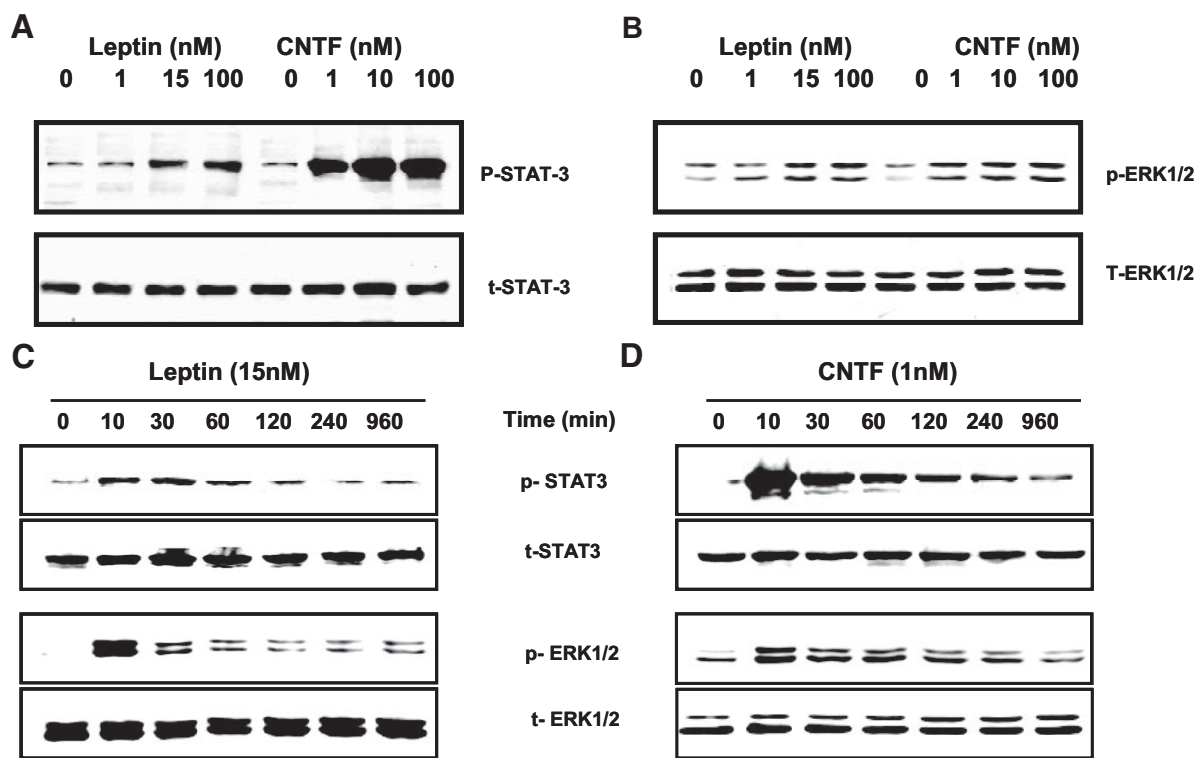 A
B
Leptin (nM) CNTF (nM)
Leptin (nM) CNTF (nM)
0 1 15 100 0 1 10 100
0 1 15 100 0 1 10 100
P-STAT-3
p-ERK1/2
t-STAT-3
T-ERK1/2
C
D
Leptin (15nM)
CNTF (1nM)
0 10 30 60 120 240 960
Time (min)
0 10 30 60 120 240 960
p- STAT3
t-STAT3
p- ERK1/2
t- ERK1/2